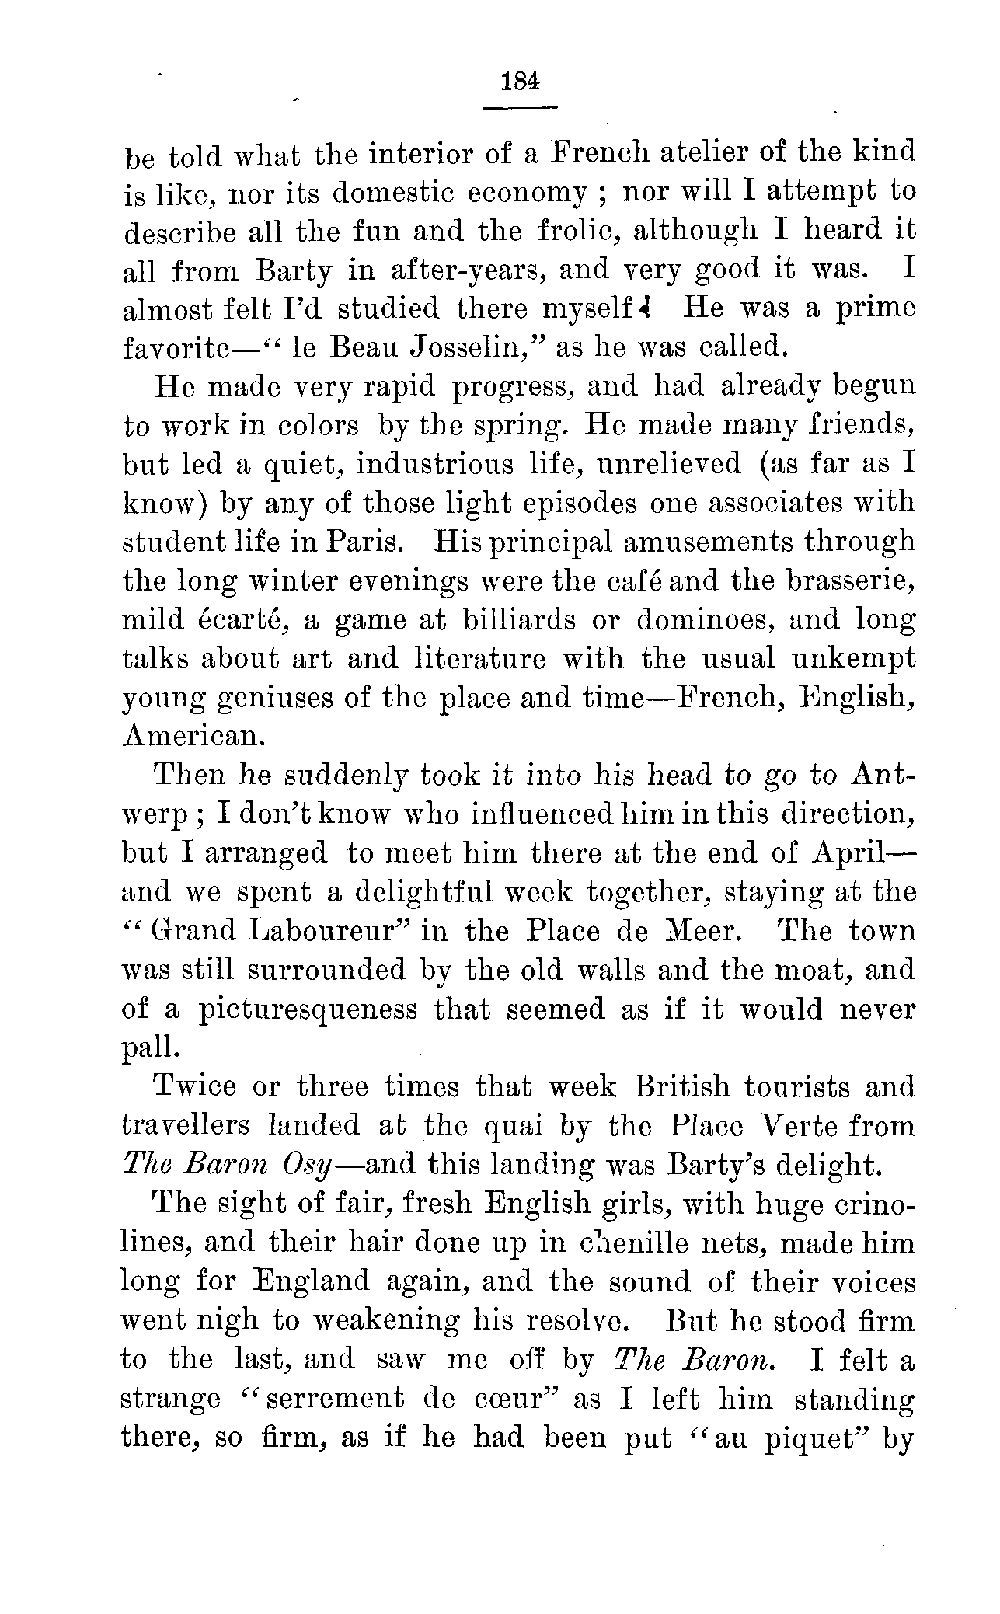 184
be told what the interior of a French atelier of the kind
is like, nor its domestic economy ; nor will I attempt to
describe all the fun and the frolic, although I heard it
all from Barty in after-years, and very good it was. I
almost felt I'd studied there myself! He was a prime
favorite—“ le Beau Josselin,” as he was called.
He made very rapid progress, and had already begun
to work in colors by the spring. He made many friends,
but led a quiet, industrious life, unrelieved (as far as I
know) by any of those light episodes one associates with
student life in Paris. His principal amusements through
the long winter evenings were the café and the brasserie,
mild écarté, a game at billiards or dominoes, and long
talks about art and literature with the usual unkempt
young geniuses of the place and time—French, English,
American.
Then he suddenly took it into his head to go to Ant-
werp ; I don't know who influenced him in this direction,
but I arranged to meet him there at the end of April—
and we spent a delightful week together, staying at the
“ Grand Laboureur” in the Place de Meer. The town
was still surrounded by the old walls and the moat, and
of a picturesqueness that seemed as if it would never
pall.
Twice or three times that week British tourists and
travellers landed at the quai by the Place Verte from
The Baron Osy—and this landing was Barty's delight.
The sight of fair, fresh English girls, with huge crino-
lines, and their hair done up in chenille nets, made him
long for England again, and the sound of their voices
went nigh to weakening his resolve. But he stood firm
to the last, and saw me off by The Baron. I felt a
strange “serrement de cœur” as I left him standing
there, so firm, as if he had been put “au piquet” by